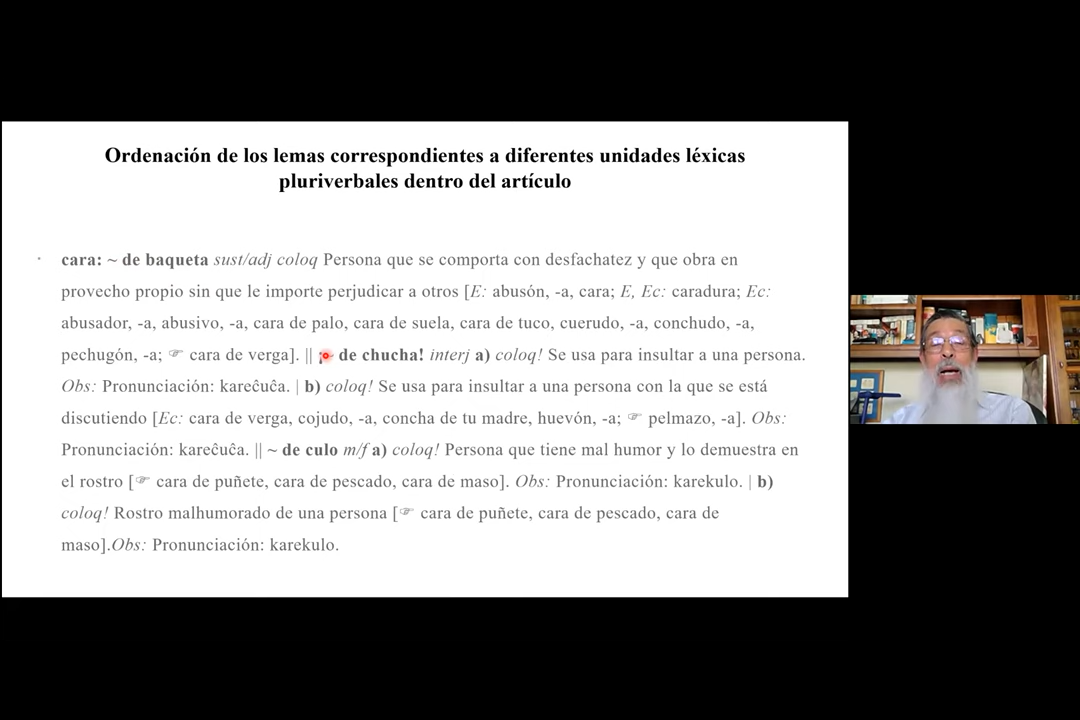 Ordenación de los lemas correspondientes a diferentes unidades léxicas
pluriverbales dentro del artículo
· cara: ~ de baqueta sust/adj coloq Persona que se comporta con desfachatez y que obra en
provecho propio sin que le importe perjudicar a otros [E: abusón, -a, cara; E, Ec: caradura; Ec:
abusador, -a, abusivo, -a, cara de palo, cara de suela, cara de tuco, cuerudo, -a, conchudo, -a,
pechugón, -a; ☞ cara de verga]. || ¡~ de chucha! interj a) coloq! Se usa para insultar a una persona.
Obs: Pronunciación: kareĉuĉa. | b) coloq! Se usa para insultar a una persona con la que se está
discutiendo [Ec: cara de verga, cojudo, -a, concha de tu madre, huevón, -a; ☞ pelmazo, -a]. Obs:
Pronunciación: kareĉuĉa. || ~ de culo m/f a) coloq! Persona que tiene mal humor y lo demuestra en
el rostro [☞ cara de puñete, cara de pescado, cara de maso]. Obs: Pronunciación: karekulo. | b)
coloq! Rostro malhumorado de una persona [☞ cara de puñete, cara de pescado, cara de
maso].Obs: Pronunciación: karekulo.